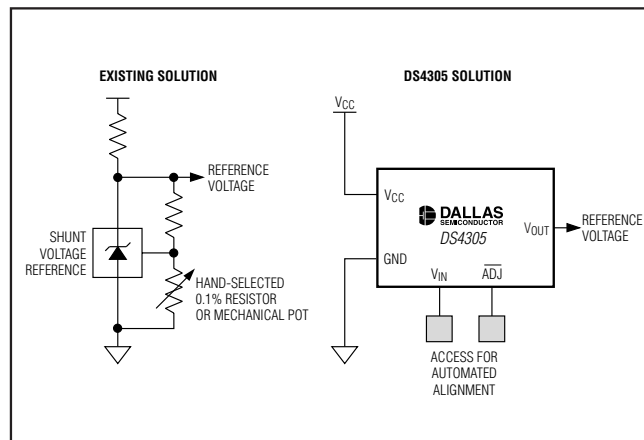 EXISTING SOLUTION
REFERENCE
VOLTAGE
SHUNT
VOLTAGE
REFERENCE
HAND-SELECTED
0.1% RESISTOR
OR MECHANICAL POT
DS4305 SOLUTION
VCC
VCC
DALLAS
SEMICONDUCTOR
DS4305
VOUT
REFERENCE
VOLTAGE
GND
VIN
ADJ
ACCESS FOR
AUTOMATED
ALIGNMENT